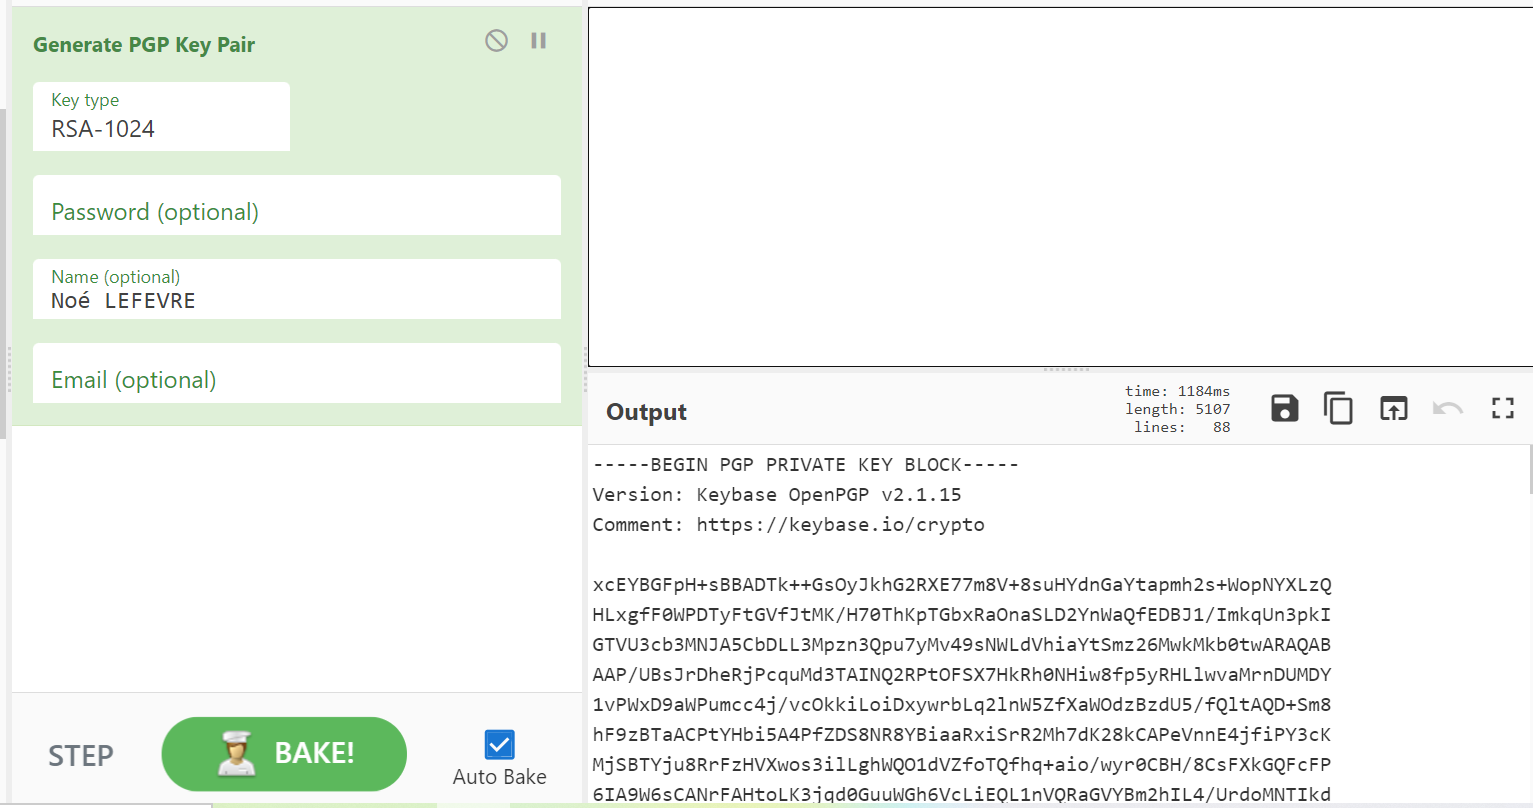 Generate PGP Key Pair
Key type
RSA-1024
Password (optional)
Name (optional)
Noé LEFEVRE
Email (optional)
STEP
BAKE!
Auto Bake
Output
time: 1184ms
length: 5107
lines: 88
-----BEGIN PGP PRIVATE KEY BLOCK-----
Version: Keybase OpenPGP v2.1.15
Comment: https://keybase.io/crypto
xcEYBGFpH+sBBADTk++GsOyJkhG2RXE77m8V+8suHYdnGaYtapmh2s+WopNYXLzQ
HLxgfF0WPDTyFtGVfJtMK/H70ThKpTGbxRaOnaSLD2YnWaQfEDBJ1/ImkqUn3pkI
GTVU3cb3MNJA5CbDLL3Mpzn3Qpu7yMv49sNWLdVhiaYtSmz26MwkMkb0twARAQAB
AAP/UBsJrDheRjPcquMd3TAINQ2RPtOFSX7HkRh0NHiw8fp5yRHLlwvaMrnDUMDY
1vPWxD9aWPumcc4j/vcOkkiLoiDxywrbLq2lnW5ZfXaWOdzBzdU5/fQltAQD+Sm8
hF9zBTaACPtYHbi5A4PfZDS8NR8YBiaaRxiSrR2Mh7dK28kCAPeVnnE4jfiPY3cK
MjSBTYju8RrFzHVXwos3ilLghWQO1dVZfoTQfhq+aio/wyr0CBH/8CsFXkGQFcFP
6IA9W6sCANrFAHtoLK3jqd0GuuWGh6VcLiEQL1nVQRaGVYBm2hIL4/UrdoMNTIkd